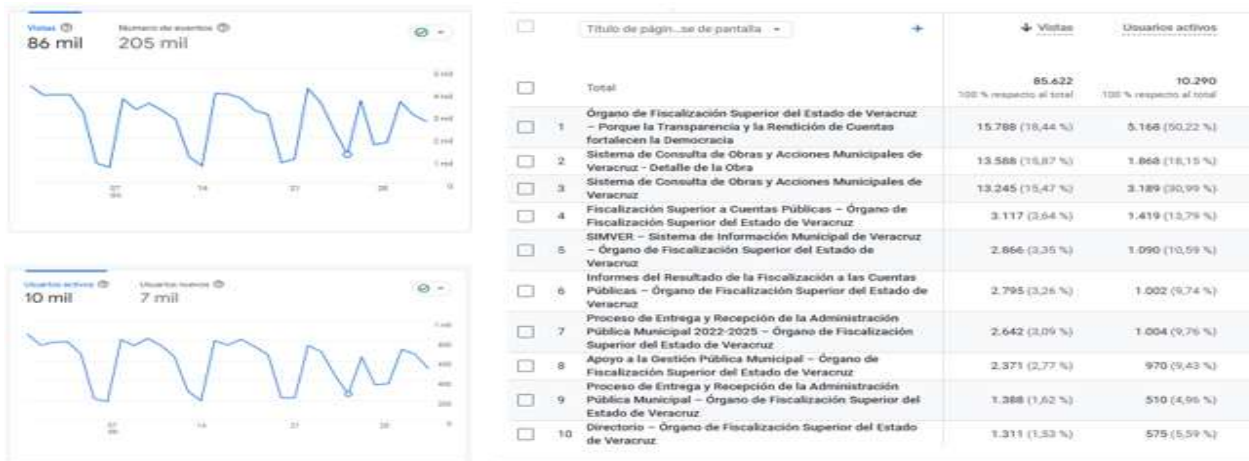 Vistas
Número de eventos
86 mil
205 mil
5 mil
4 mil
3 mil
2 mil
1 mil
0
07
14
21
28
Usuarios activos
Usuarios nuevos
10 mil
7 mil
1 mil
800
600
400
200
0
07
14
21
28
Título de págin...se de pantalla
+
↓ Vistas
Usuarios activos
Total
85.622
10.290
100 % respecto al total
100 % respecto al total
1
Órgano de Fiscalización Superior del Estado de Veracruz
– Porque la Transparencia y la Rendición de Cuentas
fortalecen la Democracia
15.788 (18,44 %)
5.168 (50,22 %)
2
Sistema de Consulta de Obras y Acciones Municipales de
Veracruz - Detalle de la Obra
13.588 (15,87 %)
1.868 (18,15 %)
3
Sistema de Consulta de Obras y Acciones Municipales de
Veracruz
13.245 (15,47 %)
3.189 (30,99 %)
4
Fiscalización Superior a Cuentas Públicas – Órgano de
Fiscalización Superior del Estado de Veracruz
3.117 (3,64 %)
1.419 (13,79 %)
5
SIMVER – Sistema de Información Municipal de Veracruz
– Órgano de Fiscalización Superior del Estado de
Veracruz
2.866 (3,35 %)
1.090 (10,59 %)
6
Informes del Resultado de la Fiscalización a las Cuentas
Públicas – Órgano de Fiscalización Superior del Estado de
Veracruz
2.795 (3,26 %)
1.002 (9,74 %)
7
Proceso de Entrega y Recepción de la Administración
Pública Municipal 2022-2025 – Órgano de Fiscalización
Superior del Estado de Veracruz
2.642 (3,09 %)
1.004 (9,76 %)
8
Apoyo a la Gestión Pública Municipal – Órgano de
Fiscalización Superior del Estado de Veracruz
2.371 (2,77 %)
970 (9,43 %)
9
Proceso de Entrega y Recepción de la Administración
Pública Municipal – Órgano de Fiscalización Superior del
Estado de Veracruz
1.388 (1,62 %)
510 (4,96 %)
10
Directorio – Órgano de Fiscalización Superior del Estado
de Veracruz
1.311 (1,53 %)
575 (5,59 %)